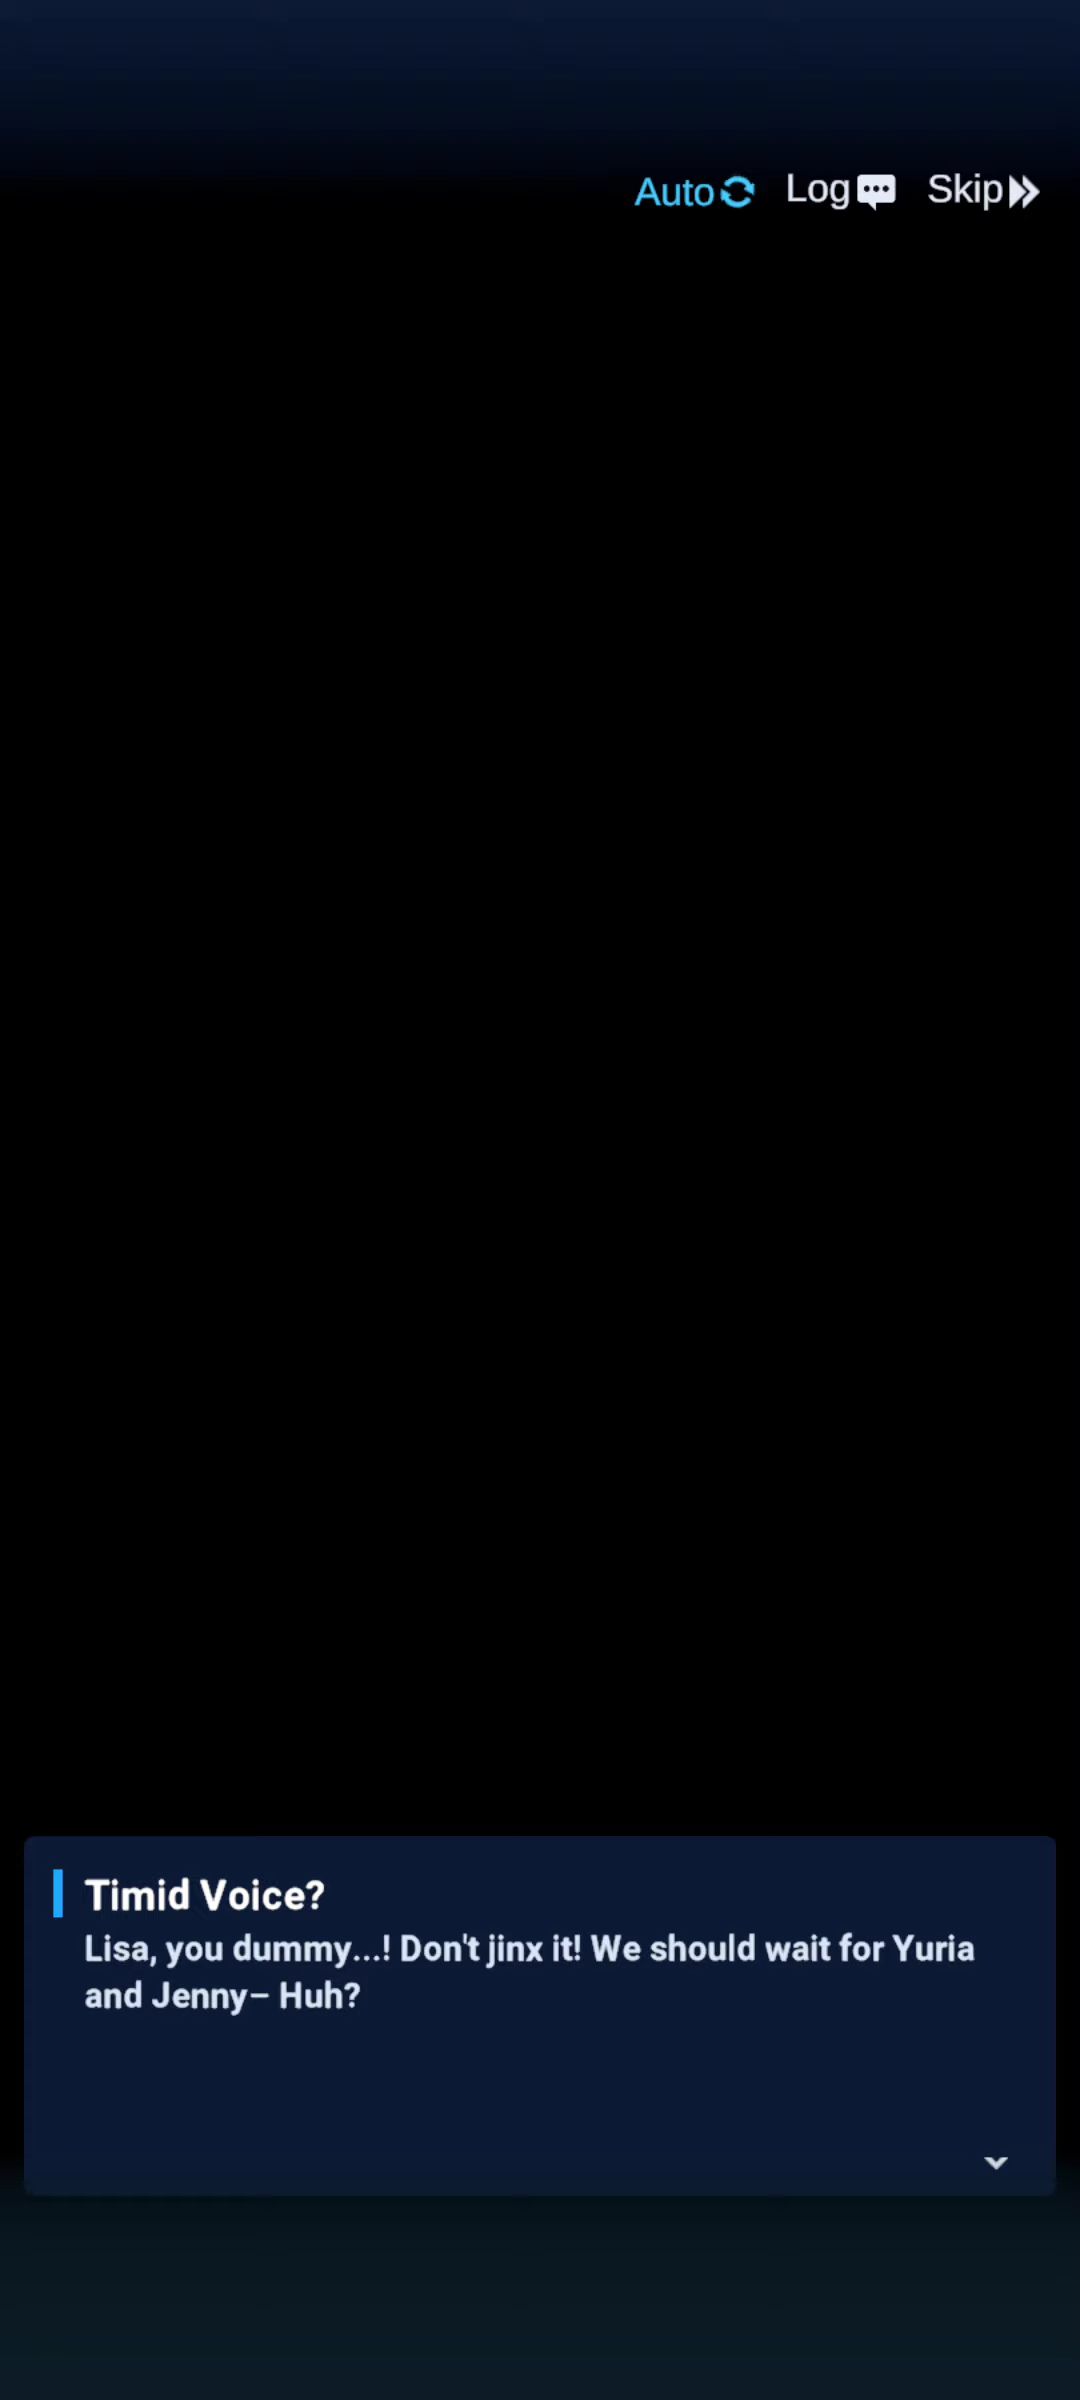 Auto Log Skip
Timid Voice?
Lisa, you dummy...! Don't jinx it! We should wait for Yuria
and Jenny– Huh?